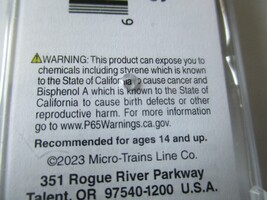 9
⚠WARNING: This product can expose you to
chemicals including styrene which is known
to the State of California to cause cancer and
Bisphenol A which is known to the State of
California to cause birth defects or other
reproductive harm. For more information
go to www.P65Warnings.ca.gov.
Recommended for ages 14 and up.
©2023 Micro-Trains Line Co.
351 Rogue River Parkway
Talent, OR 97540-1200 U.S.A.